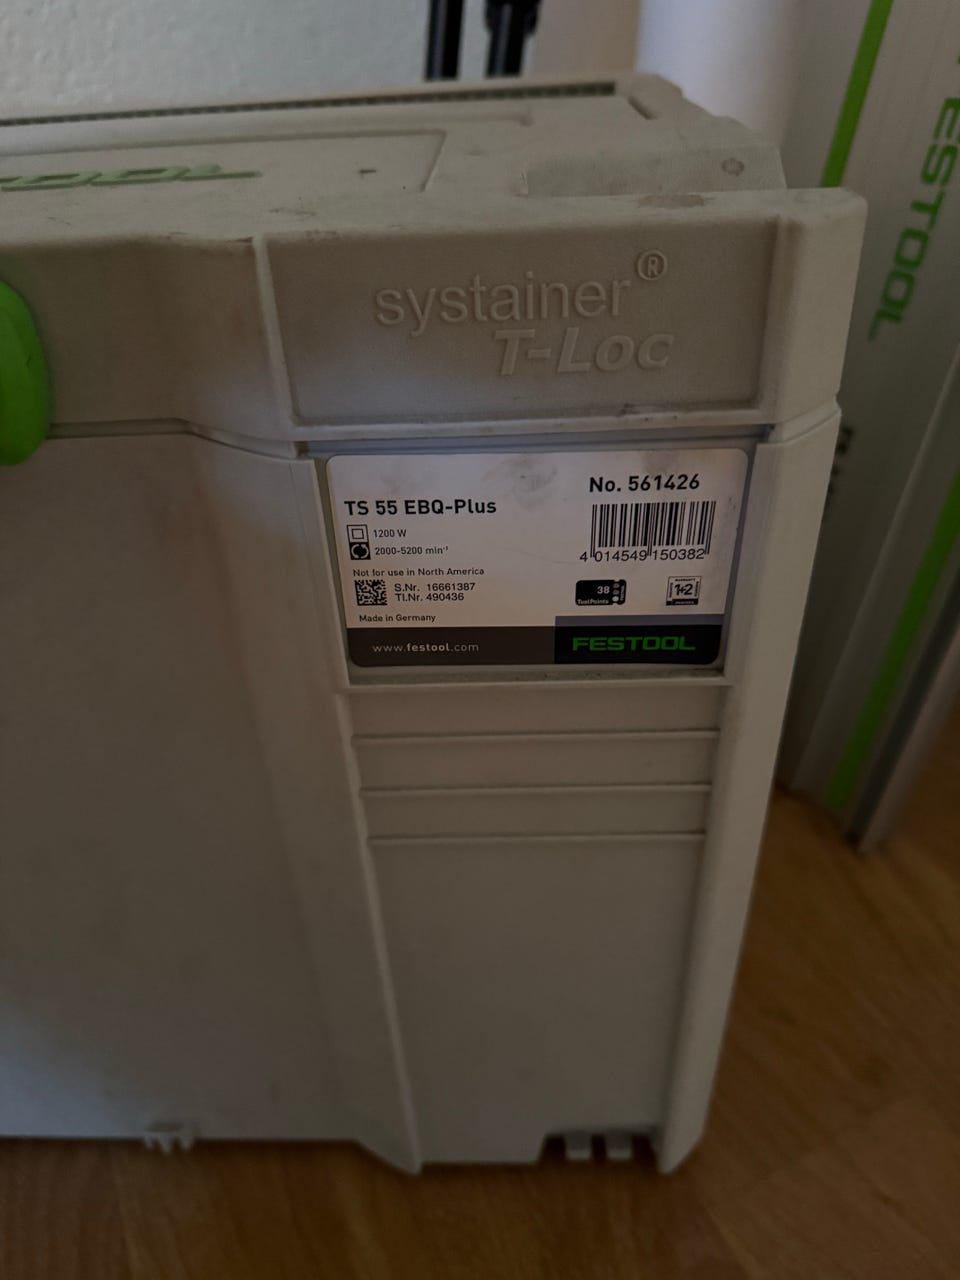 FESTOOL
systainer®
T-Loc
TS 55 EBQ-Plus
No. 561426
1200 W
2000-5200 min⁻¹
4 014549 150382
Not for use in North America
S.Nr. 16661387
Tl.Nr. 490436
38
ToolPoints
1+2
Made in Germany
www.festool.com
FESTOOL